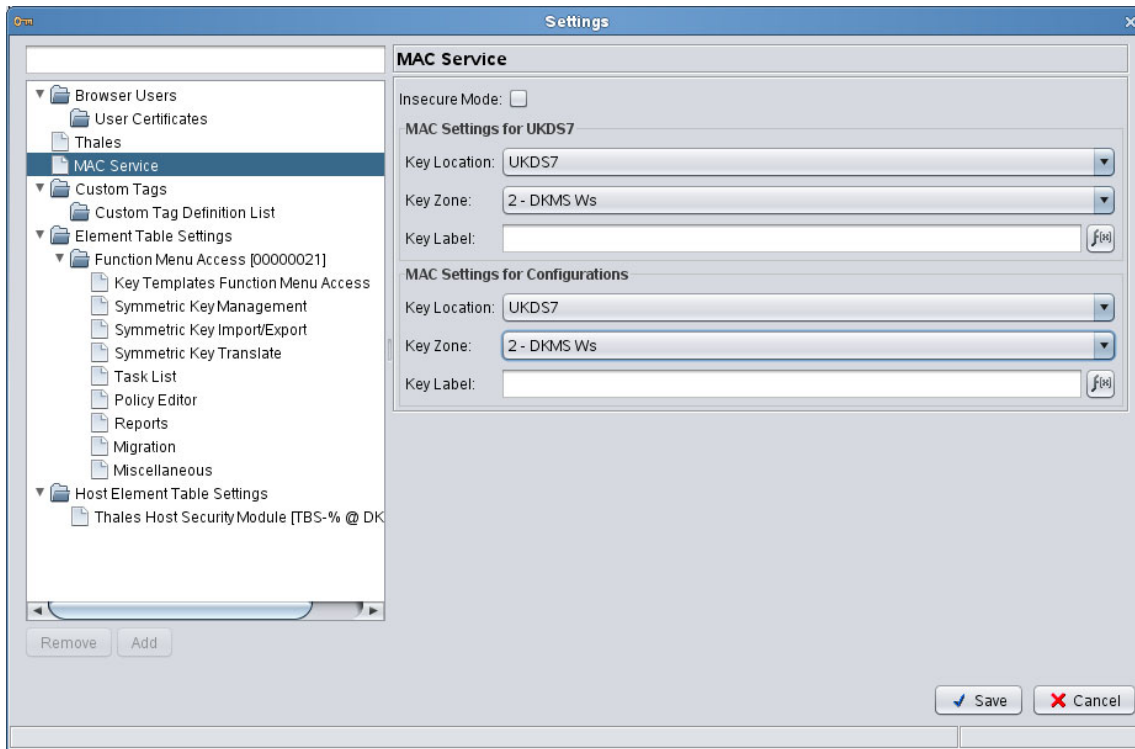 Settings
MAC Service
Browser Users
User Certificates
Thales
MAC Service
Custom Tags
Custom Tag Definition List
Element Table Settings
Function Menu Access [00000021]
Key Templates Function Menu Access
Symmetric Key Management
Symmetric Key Import/Export
Symmetric Key Translate
Task List
Policy Editor
Reports
Migration
Miscellaneous
Host Element Table Settings
Thales Host Security Module [TBS-% @ DK
Remove Add
Insecure Mode:
MAC Settings for UKDS7
Key Location: UKDS7
Key Zone: 2 - DKMS Ws
Key Label:
MAC Settings for Configurations
Key Location: UKDS7
Key Zone: 2 - DKMS Ws
Key Label:
Save Cancel